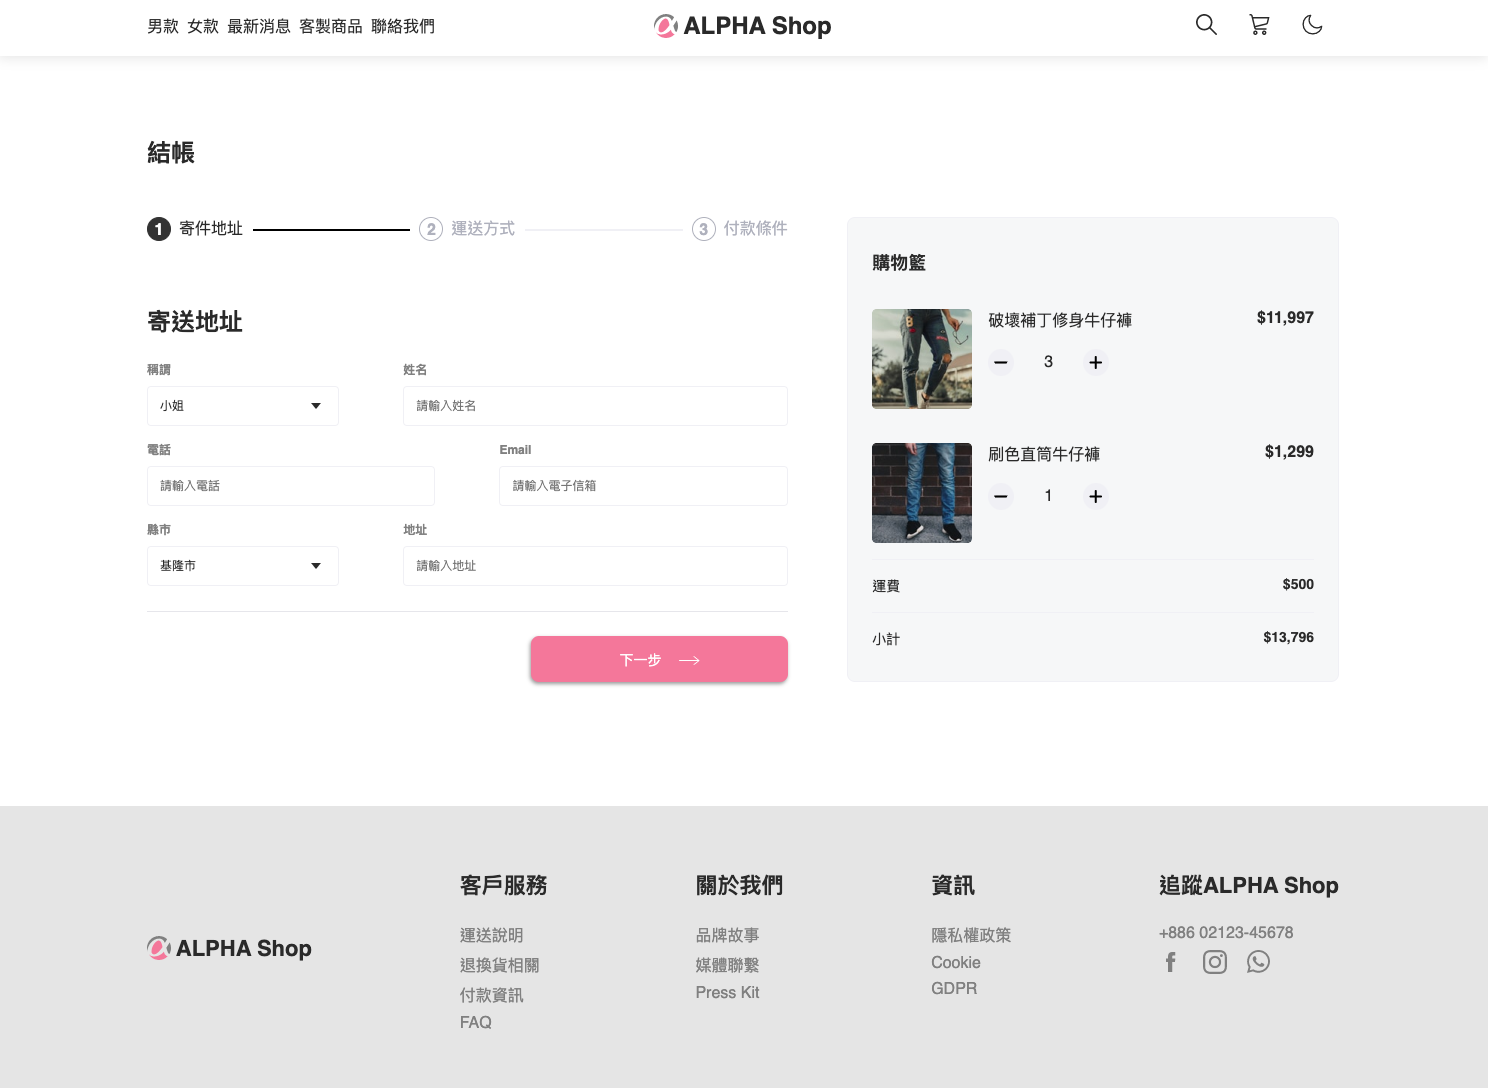 男款 女款 最新消息 客製商品 聯絡我們
ALPHA Shop
結帳
1 寄件地址
2 運送方式
3 付款條件
寄送地址
稱謂
姓名
小姐
請輸入姓名
電話
Email
請輸入電話
請輸入電子信箱
縣市
地址
基隆市
請輸入地址
下一步
購物籃
破壞補丁修身牛仔褲
$11,997
3
刷色直筒牛仔褲
$1,299
1
運費
$500
小計
$13,796
ALPHA Shop
客戶服務
運送說明
退換貨相關
付款資訊
FAQ
關於我們
品牌故事
媒體聯繫
Press Kit
資訊
隱私權政策
Cookie
GDPR
追蹤ALPHA Shop
+886 02123-45678